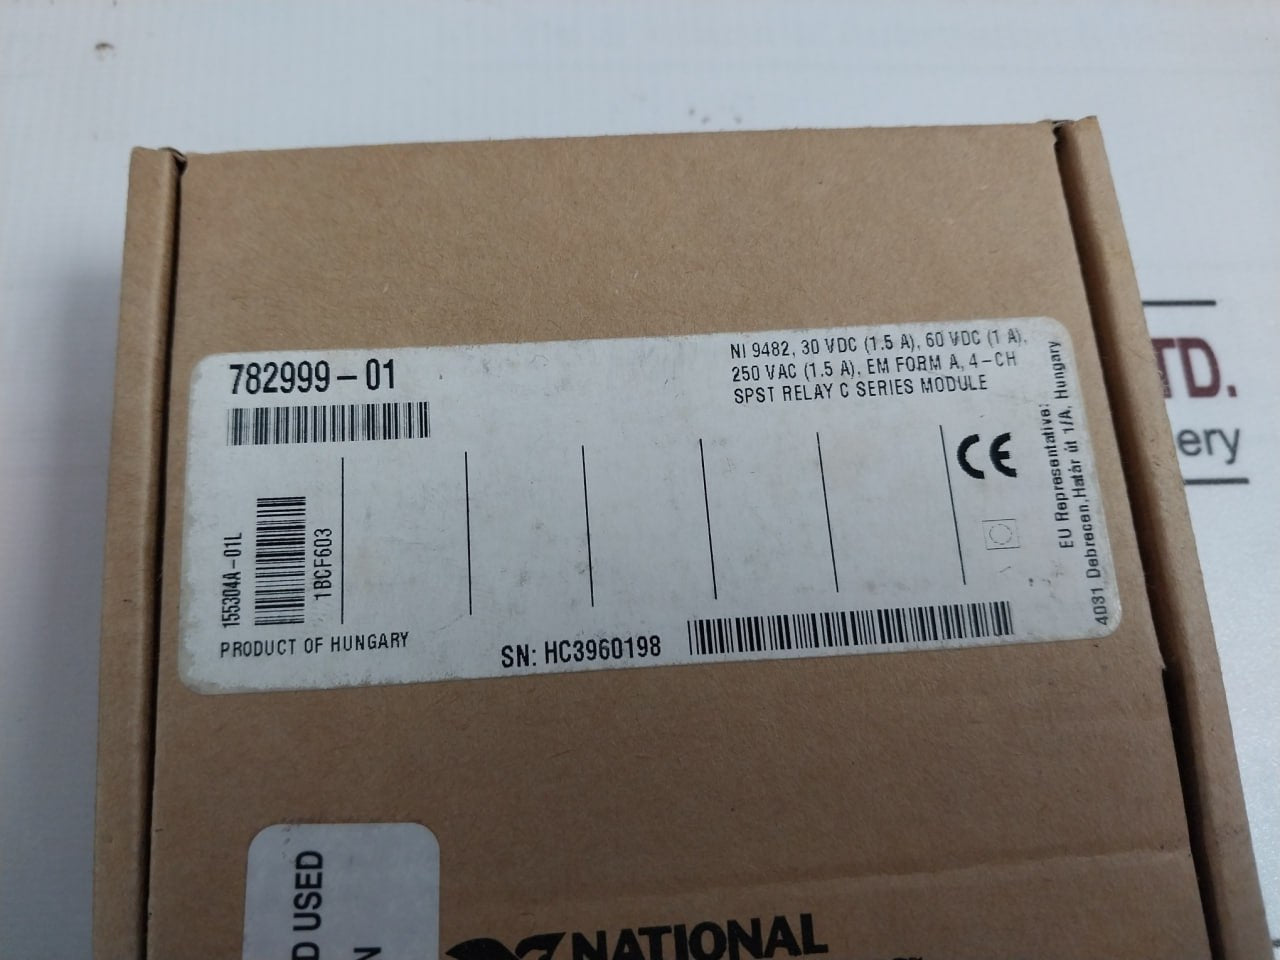 782999-01
NI 9482, 30 VDC (1.5 A), 60 VDC (1 A),
250 VAC (1.5 A), EM FORM A, 4-CH
SPST RELAY C SERIES MODULE
CE
EU Representative:
4031 Debrecen, Határ út 1/A, Hungary
155304A-01L
1BCF603
PRODUCT OF HUNGARY
SN: HC3960198
TD.
ery
D USED
N
NATIONAL